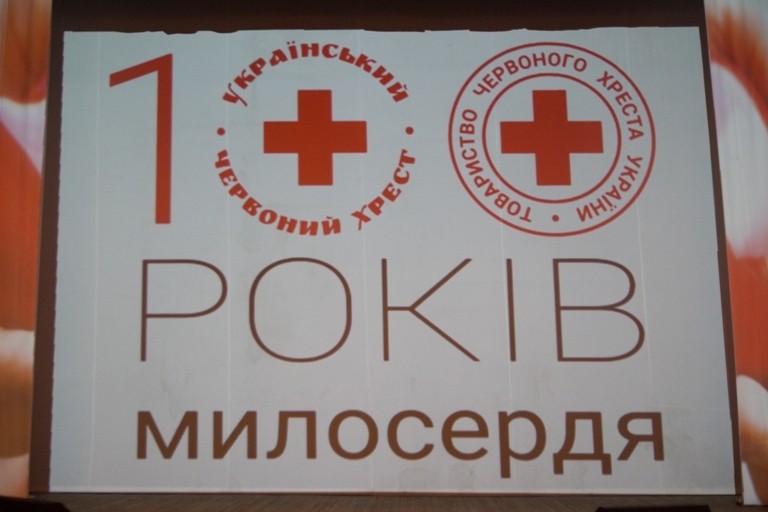 1
УКРАЇНСЬКИЙ ЧЕРВОНИЙ ХРЕСТ
ТОВАРИСТВО ЧЕРВОНОГО ХРЕСТА УКРАЇНИ
РОКІВ
милосердя